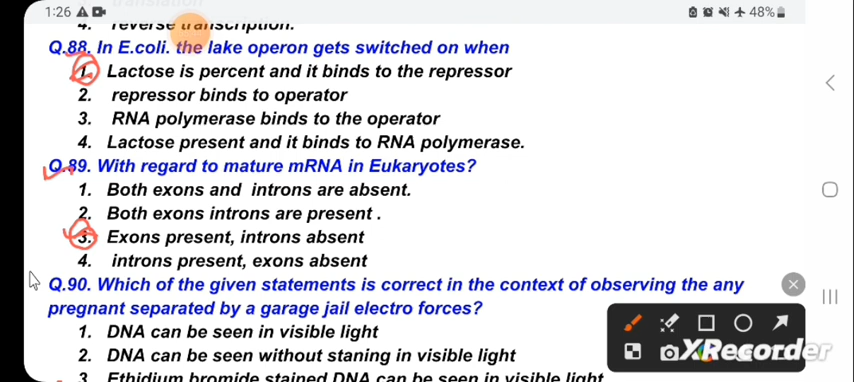 1:26 48%
4. reverse transcription.
Q.88. In E.coli. the lake operon gets switched on when
1. Lactose is percent and it binds to the repressor
2. repressor binds to operator
3. RNA polymerase binds to the operator
4. Lactose present and it binds to RNA polymerase.
Q.89. With regard to mature mRNA in Eukaryotes?
1. Both exons and introns are absent.
2. Both exons introns are present .
3. Exons present, introns absent
4. introns present, exons absent
Q.90. Which of the given statements is correct in the context of observing the any
pregnant separated by a garage jail electro forces?
1. DNA can be seen in visible light
2. DNA can be seen without staning in visible light
3. Ethidium bromide stained DNA can be seen in visible light
XRecorder